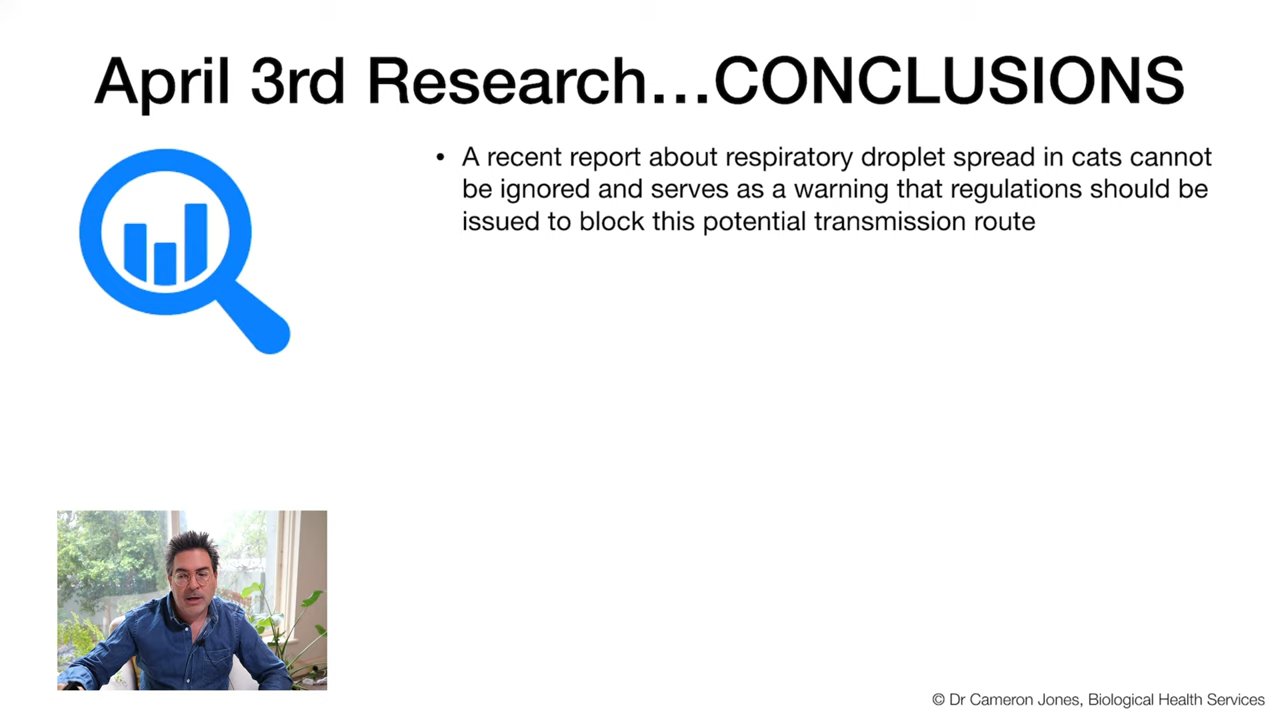 April 3rd Research...CONCLUSIONS
• A recent report about respiratory droplet spread in cats cannot
be ignored and serves as a warning that regulations should be
issued to block this potential transmission route
© Dr Cameron Jones, Biological Health Services